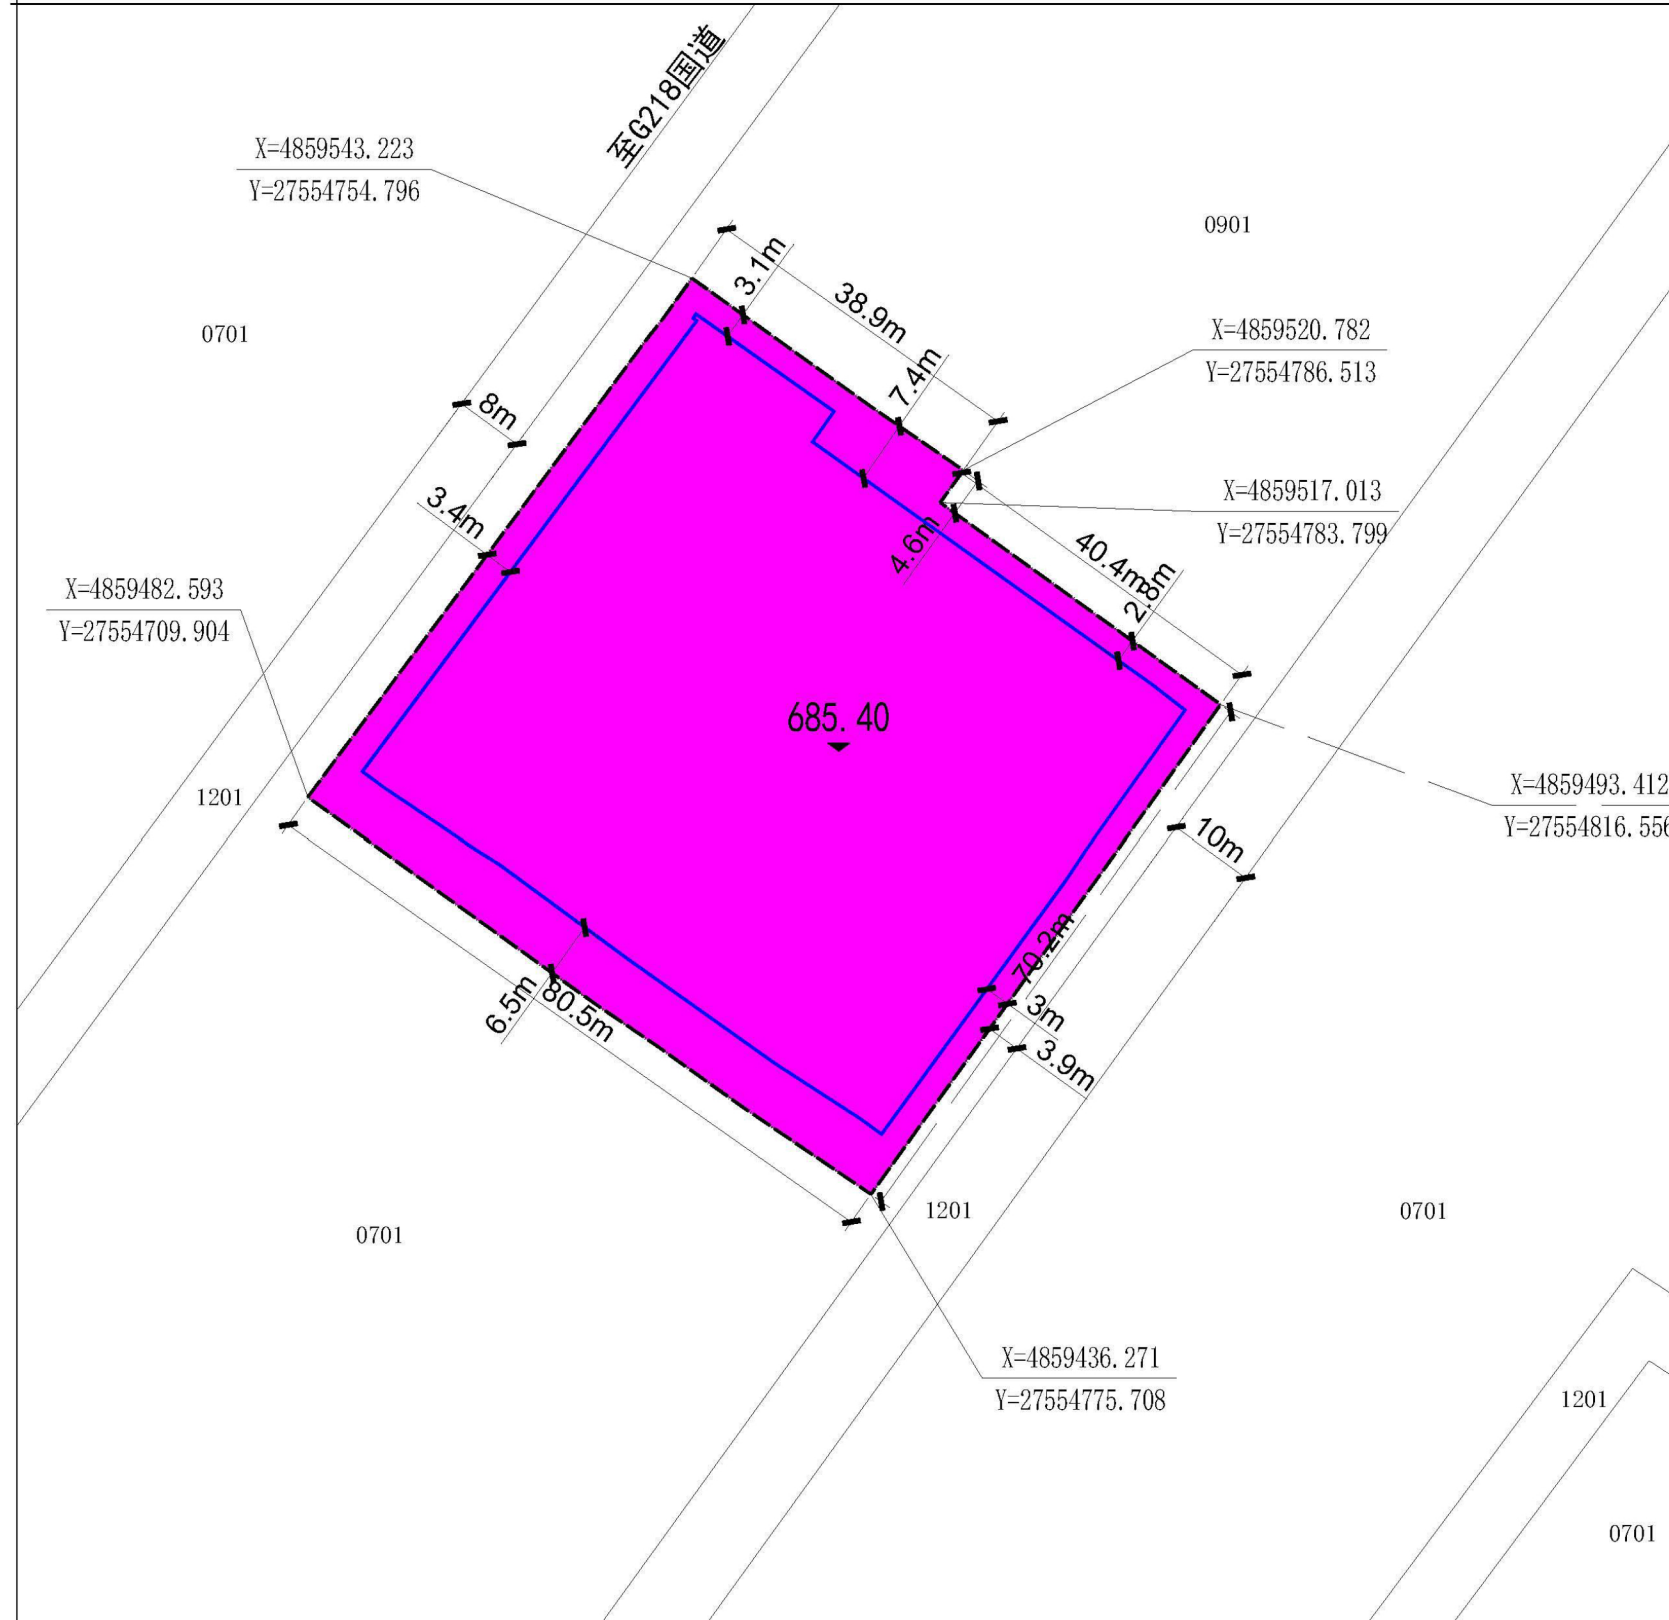 至G218国道
X=4859543.223
Y=27554754.796
0901
3.1m
38.9m
0701
X=4859520.782
Y=27554786.513
7.4m
8m
X=4859517.013
Y=27554783.799
3.4m
4.6m
40.4m
2.8m
X=4859482.593
Y=27554709.904
685.40
1201
X=4859493.412
Y=27554816.556
10m
70.2m
6.5m
80.5m
3m
3.9m
0701
1201
0701
X=4859436.271
Y=27554775.708
1201
0701